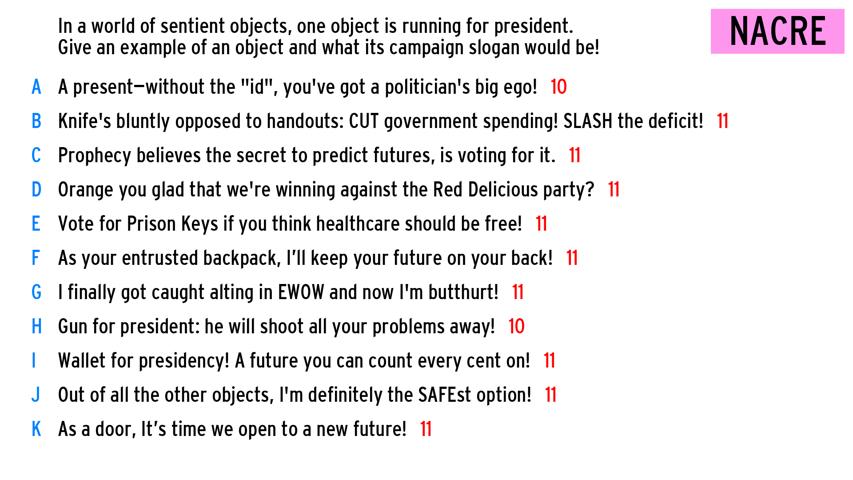 In a world of sentient objects, one object is running for president.
Give an example of an object and what its campaign slogan would be!
NACRE
A A present—without the "id", you've got a politician's big ego! 10
B Knife's bluntly opposed to handouts: CUT government spending! SLASH the deficit! 11
C Prophecy believes the secret to predict futures, is voting for it. 11
D Orange you glad that we're winning against the Red Delicious party? 11
E Vote for Prison Keys if you think healthcare should be free! 11
F As your entrusted backpack, I'll keep your future on your back! 11
G I finally got caught alting in EWOW and now I'm butthurt! 11
H Gun for president: he will shoot all your problems away! 10
I Wallet for presidency! A future you can count every cent on! 11
J Out of all the other objects, I'm definitely the SAFEst option! 11
K As a door, It's time we open to a new future! 11